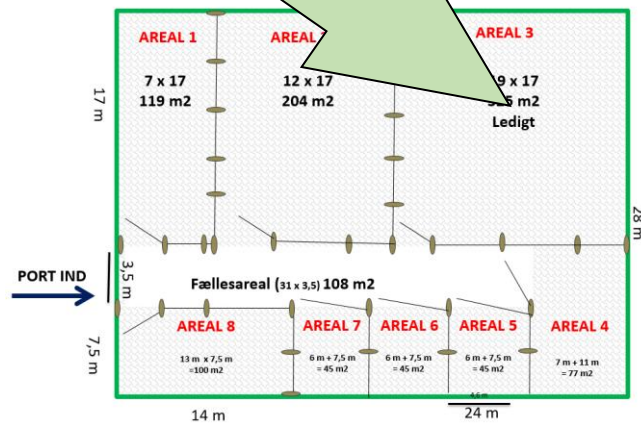 AREAL 1
7 x 17
119 m2
AREAL
12 x 17
204 m2
AREAL 3
9 x 17
m2
Ledigt
17 m
28 m
PORT IND
3,5 m
Fællesareal (31 x 3,5) 108 m2
7,5 m
AREAL 8
13 m x 7,5 m
=100 m2
AREAL 7
6 m + 7,5 m
= 45 m2
AREAL 6
6 m + 7,5 m
= 45 m2
AREAL 5
6 m + 7,5 m
= 45 m2
AREAL 4
7 m + 11 m
= 77 m2
14 m
24 m